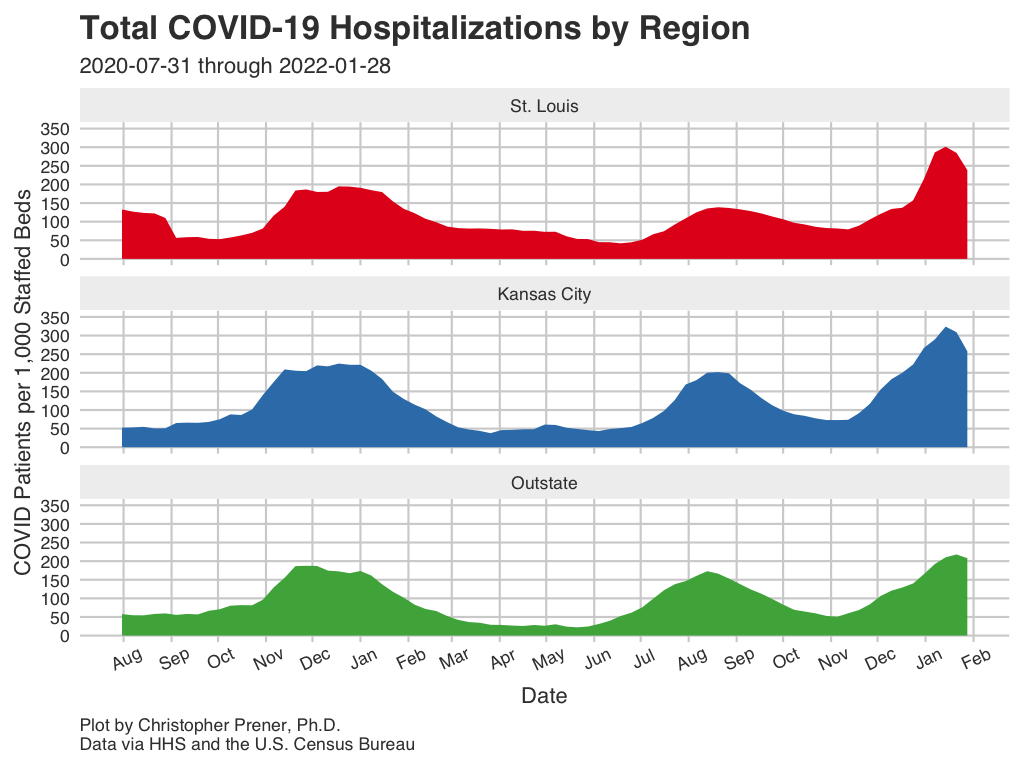 Total COVID-19 Hospitalizations by Region
2020-07-31 through 2022-01-28
COVID Patients per 1,000 Staffed Beds
St. Louis
350
300
250
200
150
100
50
0
Kansas City
350
300
250
200
150
100
50
0
Outstate
350
300
250
200
150
100
50
0
Aug Sep Oct Nov Dec Jan Feb Mar Apr May Jun Jul Aug Sep Oct Nov Dec Jan Feb
Date
Plot by Christopher Prener, Ph.D.
Data via HHS and the U.S. Census Bureau